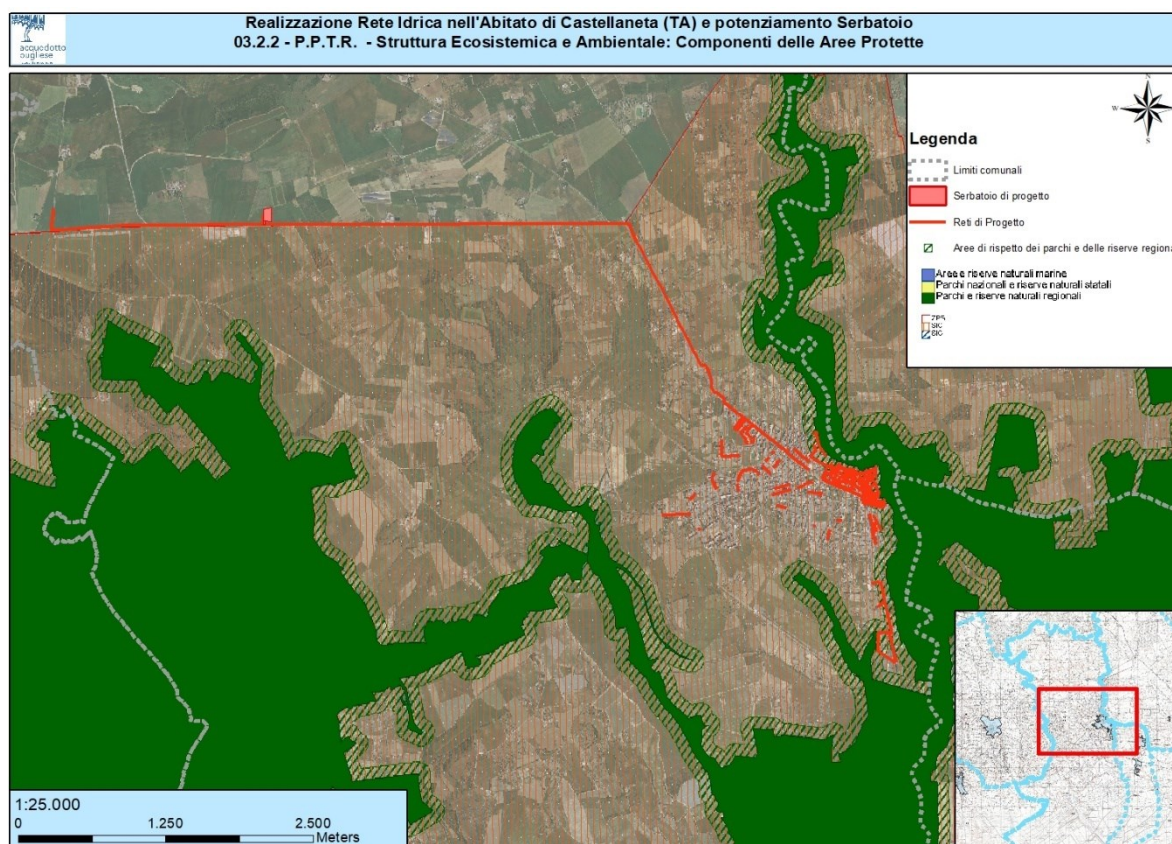 Realizzazione Rete Idrica nell'Abitato di Castellaneta (TA) e potenziamento Serbatoio
03.2.2 - P.P.T.R. - Struttura Ecosistemica e Ambientale: Componenti delle Aree Protette
acquedotto
pugliese
W
S
Legenda
Limiti comunali
Serbatoio di progetto
Reti di Progetto
Aree di rispetto dei parchi e delle riserve regiona
Aree e riserve naturali marine
Parchi nazionali e riserve naturali statali
Parchi e riserve naturali regionali
ZPS
SIC
SIC
1:25.000
0 1.250 2.500
Meters